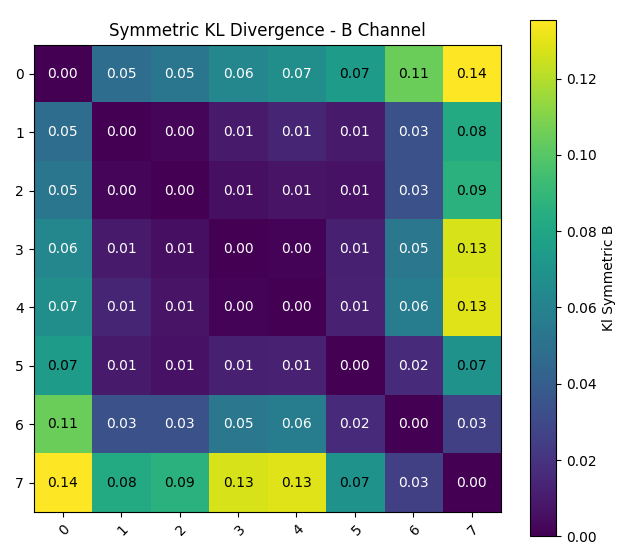 Symmetric KL Divergence - B Channel
0 0.00 0.05 0.05 0.06 0.07 0.07 0.11 0.14
1 0.05 0.00 0.00 0.01 0.01 0.01 0.03 0.08
2 0.05 0.00 0.00 0.01 0.01 0.01 0.03 0.09
3 0.06 0.01 0.01 0.00 0.00 0.01 0.05 0.13
4 0.07 0.01 0.01 0.00 0.00 0.01 0.06 0.13
5 0.07 0.01 0.01 0.01 0.01 0.00 0.02 0.07
6 0.11 0.03 0.03 0.05 0.06 0.02 0.00 0.03
7 0.14 0.08 0.09 0.13 0.13 0.07 0.03 0.00
0 1 2 3 4 5 6 7
0.12
0.10
0.08
0.06
0.04
0.02
0.00
Kl Symmetric B